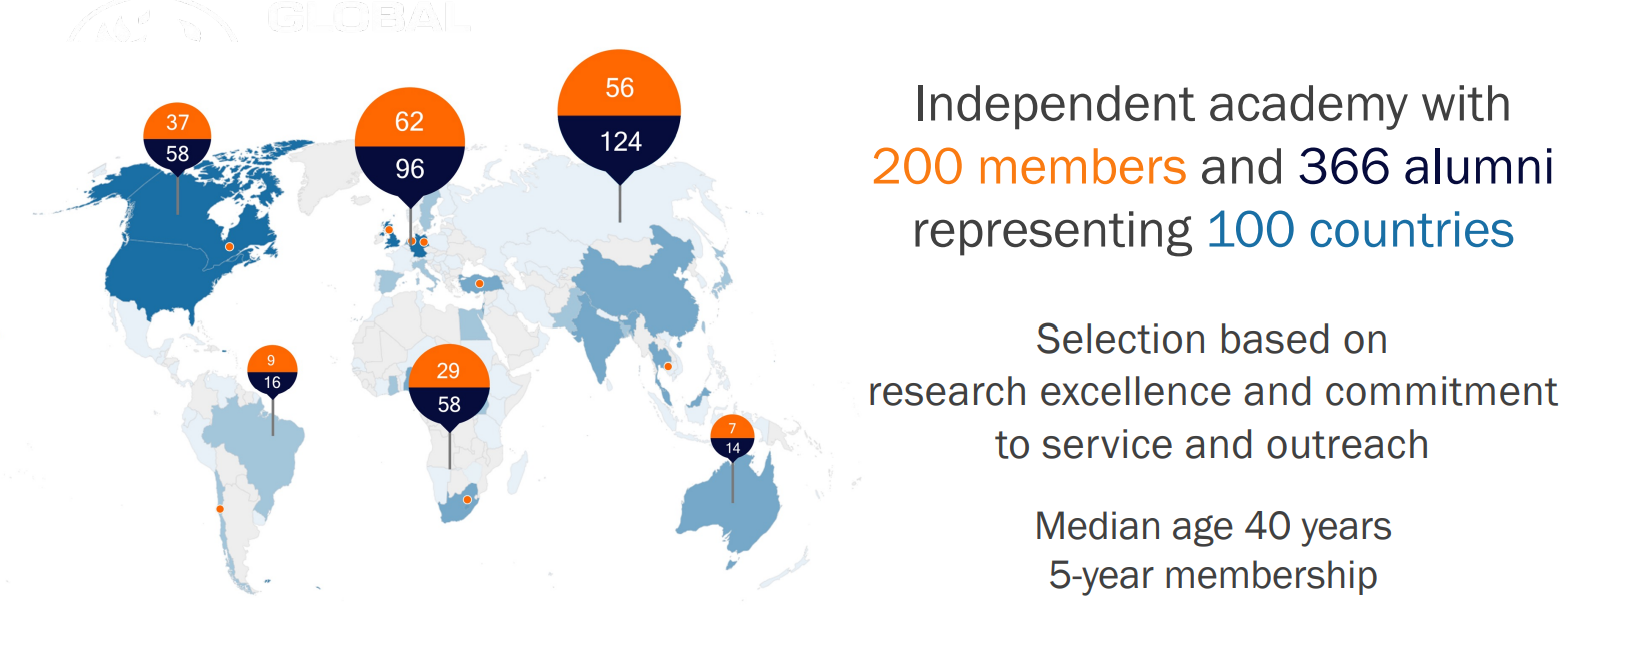 GLOBAL
37
58
62
96
56
124
9
16
29
58
7
14
Independent academy with
200 members and 366 alumni
representing 100 countries
Selection based on
research excellence and commitment
to service and outreach
Median age 40 years
5-year membership